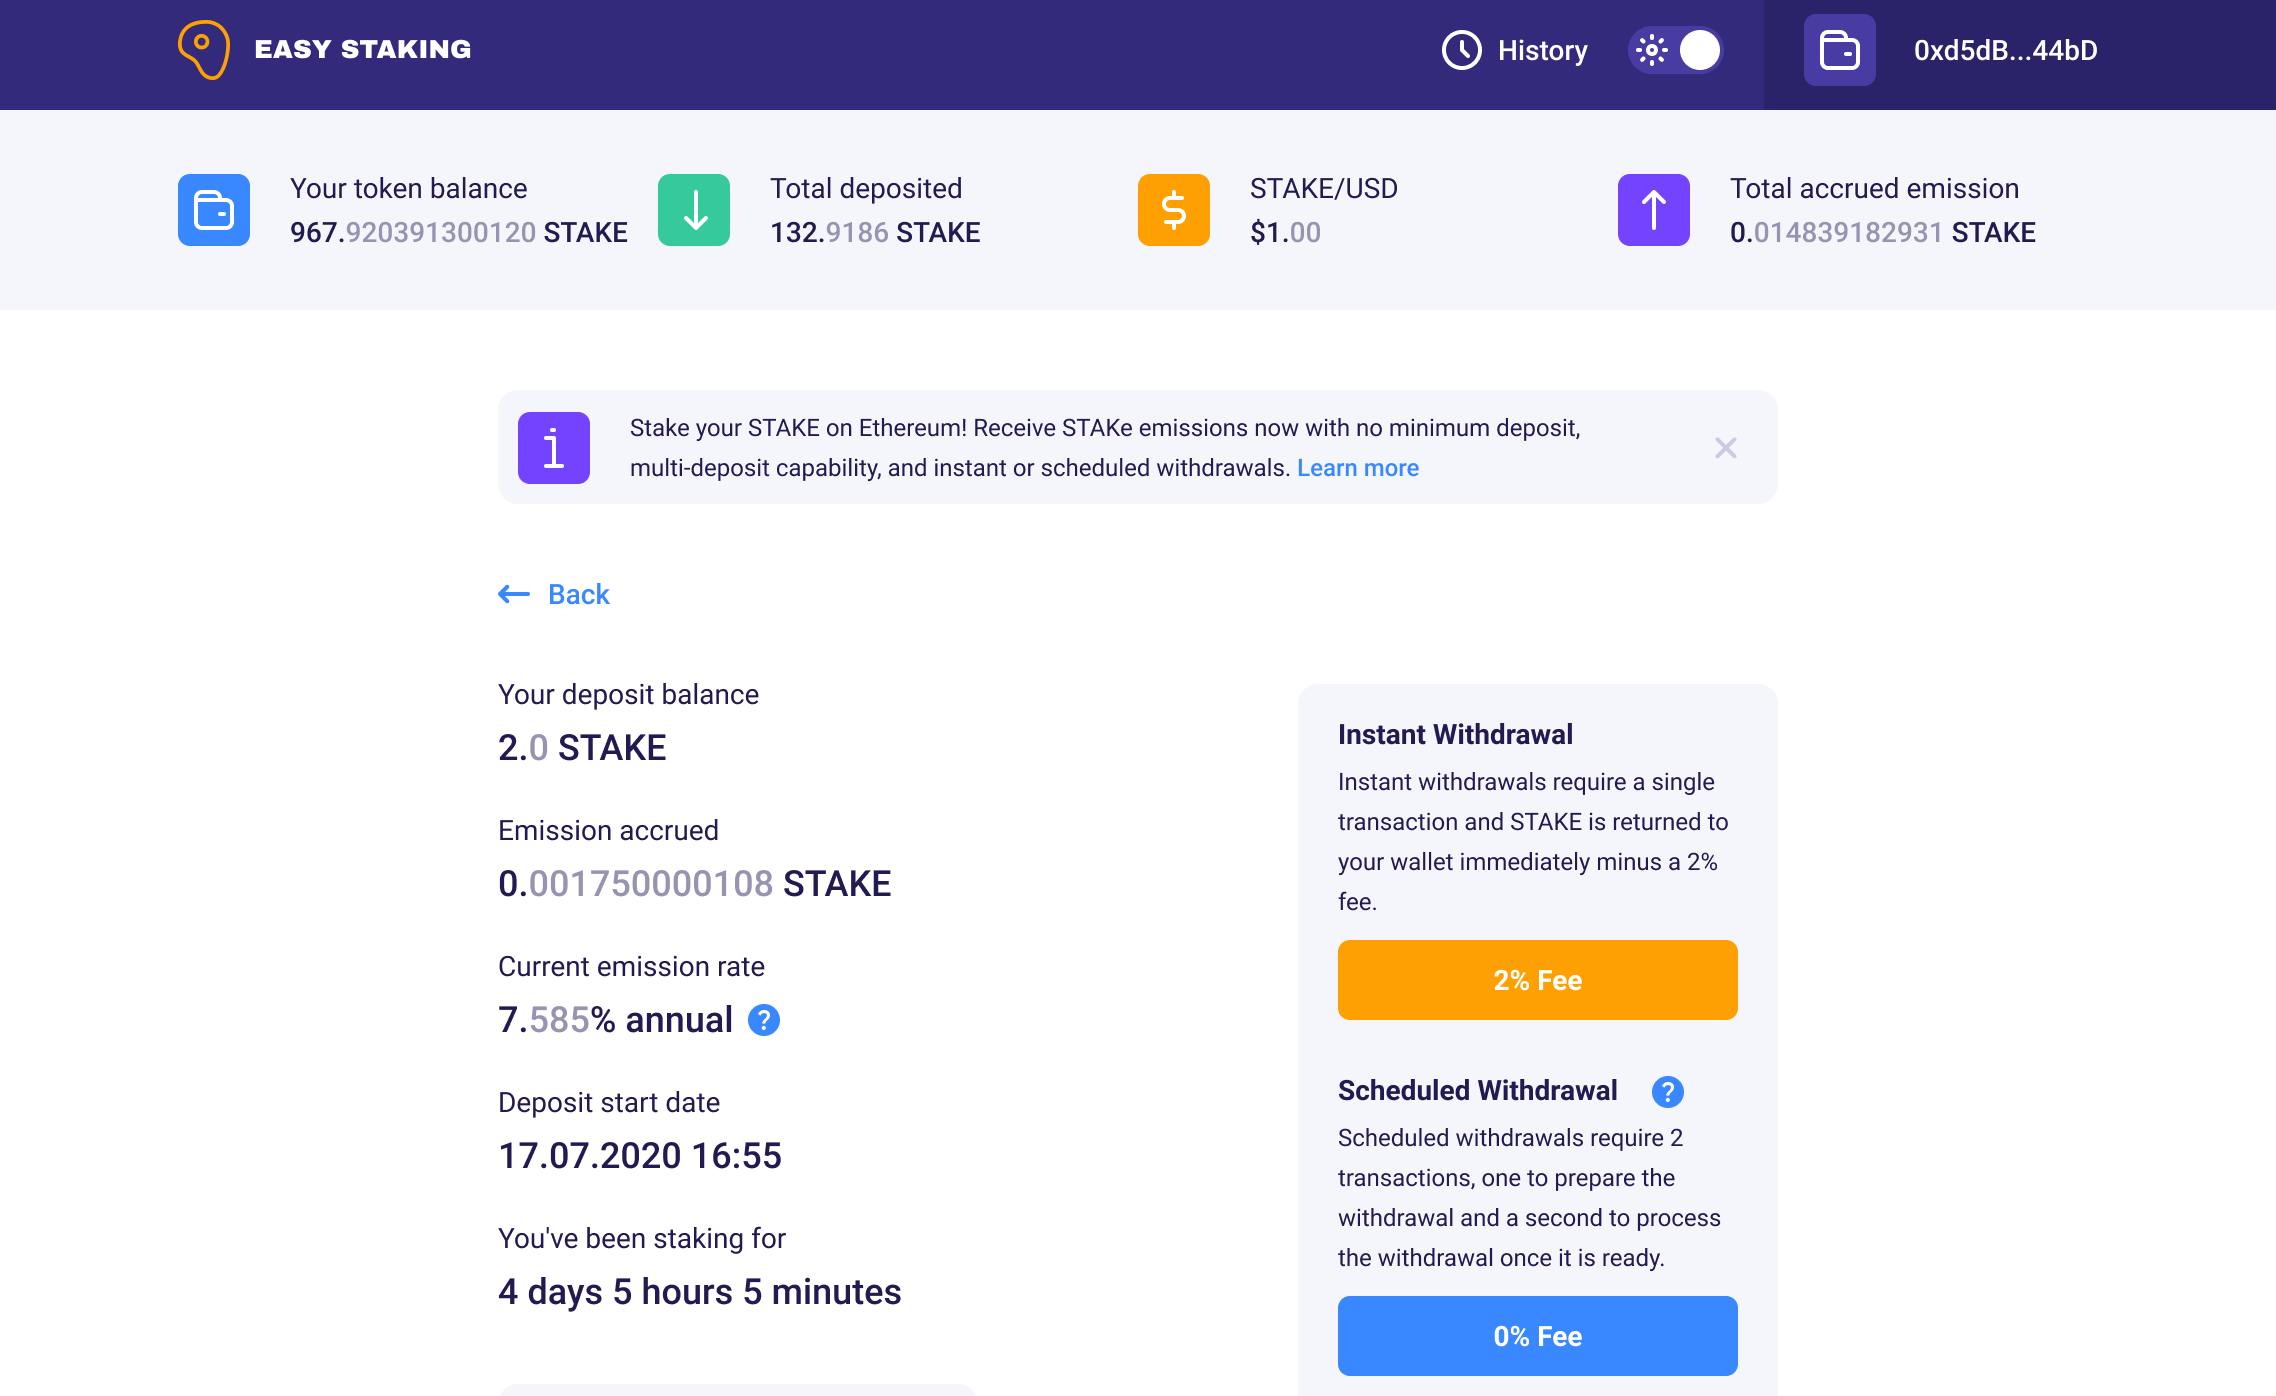 EASY STAKING
History
0xd5dB...44bD
Your token balance
967.920391300120 STAKE
Total deposited
132.9186 STAKE
STAKE/USD
$1.00
Total accrued emission
0.014839182931 STAKE
Stake your STAKE on Ethereum! Receive STAKe emissions now with no minimum deposit,
multi-deposit capability, and instant or scheduled withdrawals. Learn more
Back
Your deposit balance
2.0 STAKE
Emission accrued
0.001750000108 STAKE
Current emission rate
7.585% annual
Deposit start date
17.07.2020 16:55
You've been staking for
4 days 5 hours 5 minutes
Instant Withdrawal
Instant withdrawals require a single
transaction and STAKE is returned to
your wallet immediately minus a 2%
fee.
2% Fee
Scheduled Withdrawal
Scheduled withdrawals require 2
transactions, one to prepare the
withdrawal and a second to process
the withdrawal once it is ready.
0% Fee